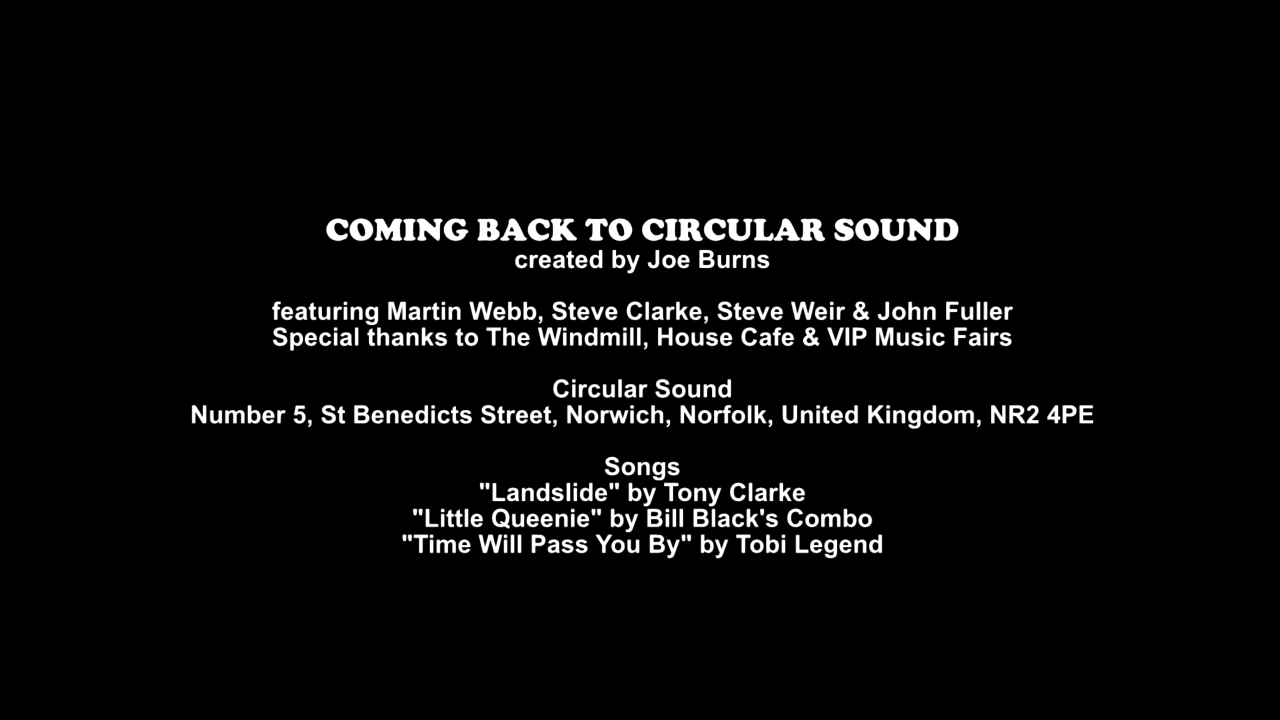 COMING BACK TO CIRCULAR SOUND
created by Joe Burns
featuring Martin Webb, Steve Clarke, Steve Weir & John Fuller
Special thanks to The Windmill, House Cafe & VIP Music Fairs
Circular Sound
Number 5, St Benedicts Street, Norwich, Norfolk, United Kingdom, NR2 4PE
Songs
"Landslide" by Tony Clarke
"Little Queenie" by Bill Black's Combo
"Time Will Pass You By" by Tobi Legend